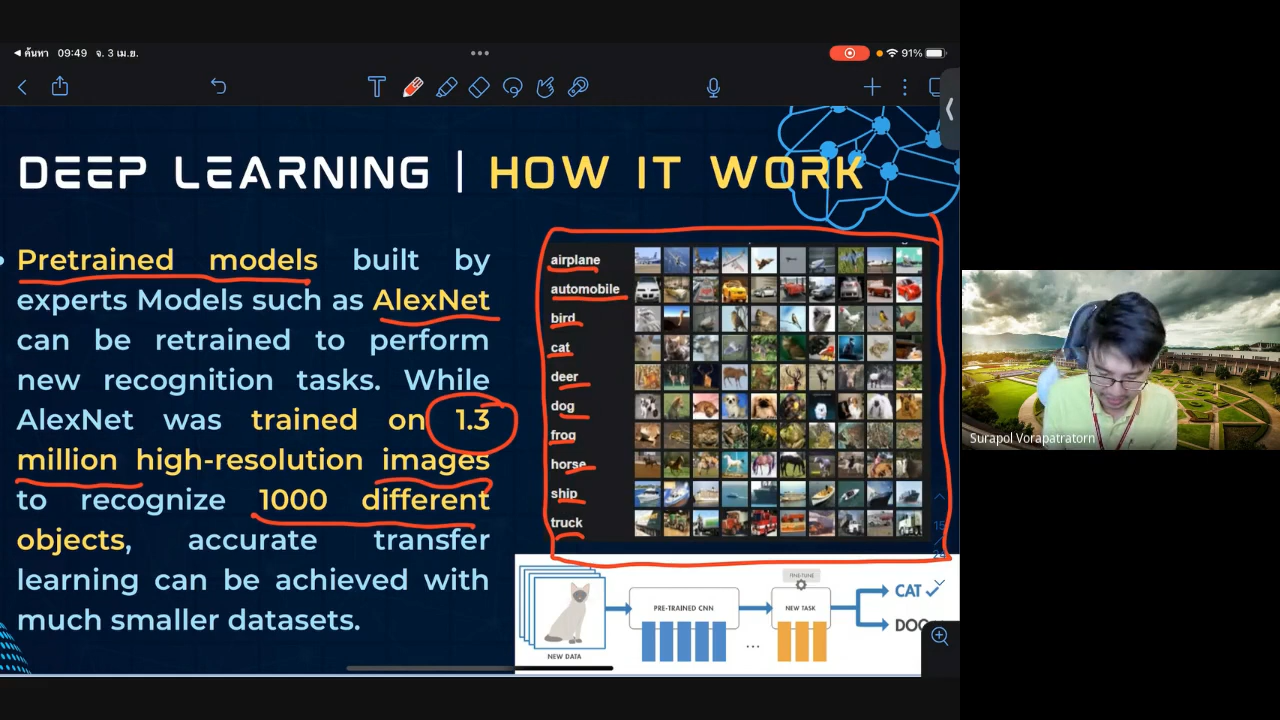 ค้นหา 09:49 จ. 3 เม.ย.
91%
DEEP LEARNING | HOW IT WORK
Pretrained models built by
experts Models such as AlexNet
can be retrained to perform
new recognition tasks. While
AlexNet was trained on 1.3
million high-resolution images
to recognize 1000 different
objects, accurate transfer
learning can be achieved with
much smaller datasets.
airplane
automobile
bird
cat
deer
dog
frog
horse
ship
truck
15
FINE-TUNE
PRE-TRAINED CNN
NEW TASK
CAT
...
NEW DATA
Surapol Vorapatratorn